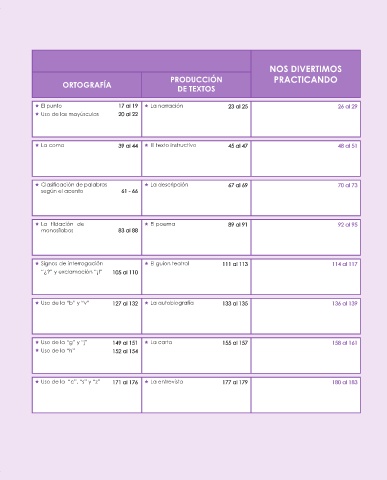 NOS DIVERTIMOS
PRACTICANDO
ORTOGRAFÍA
PRODUCCIÓN
DE TEXTOS
★ El punto 17 al 19
★ Uso de las mayúsculas 20 al 22
★ La narración 23 al 25
26 al 29
★ La coma 39 al 44
★ El texto instructivo 45 al 47
48 al 51
★ Clasificación de palabras
según el acento 61 - 66
★ La descripción 67 al 69
70 al 73
★ La tildación de
monosílabos 83 al 88
★ El poema 89 al 91
92 al 95
★ Signos de interrogación
"¿?" y exclamación "¡!" 105 al 110
★ El guion teatral 111 al 113
114 al 117
★ Uso de la "b" y "v" 127 al 132
★ La autobiografía 133 al 135
136 al 139
★ Uso de la "g" y "j" 149 al 151
★ Uso de la "h" 152 al 154
★ La carta 155 al 157
158 al 161
★ Uso de la "c", "s" y "z" 171 al 176
★ La entrevista 177 al 179
180 al 183